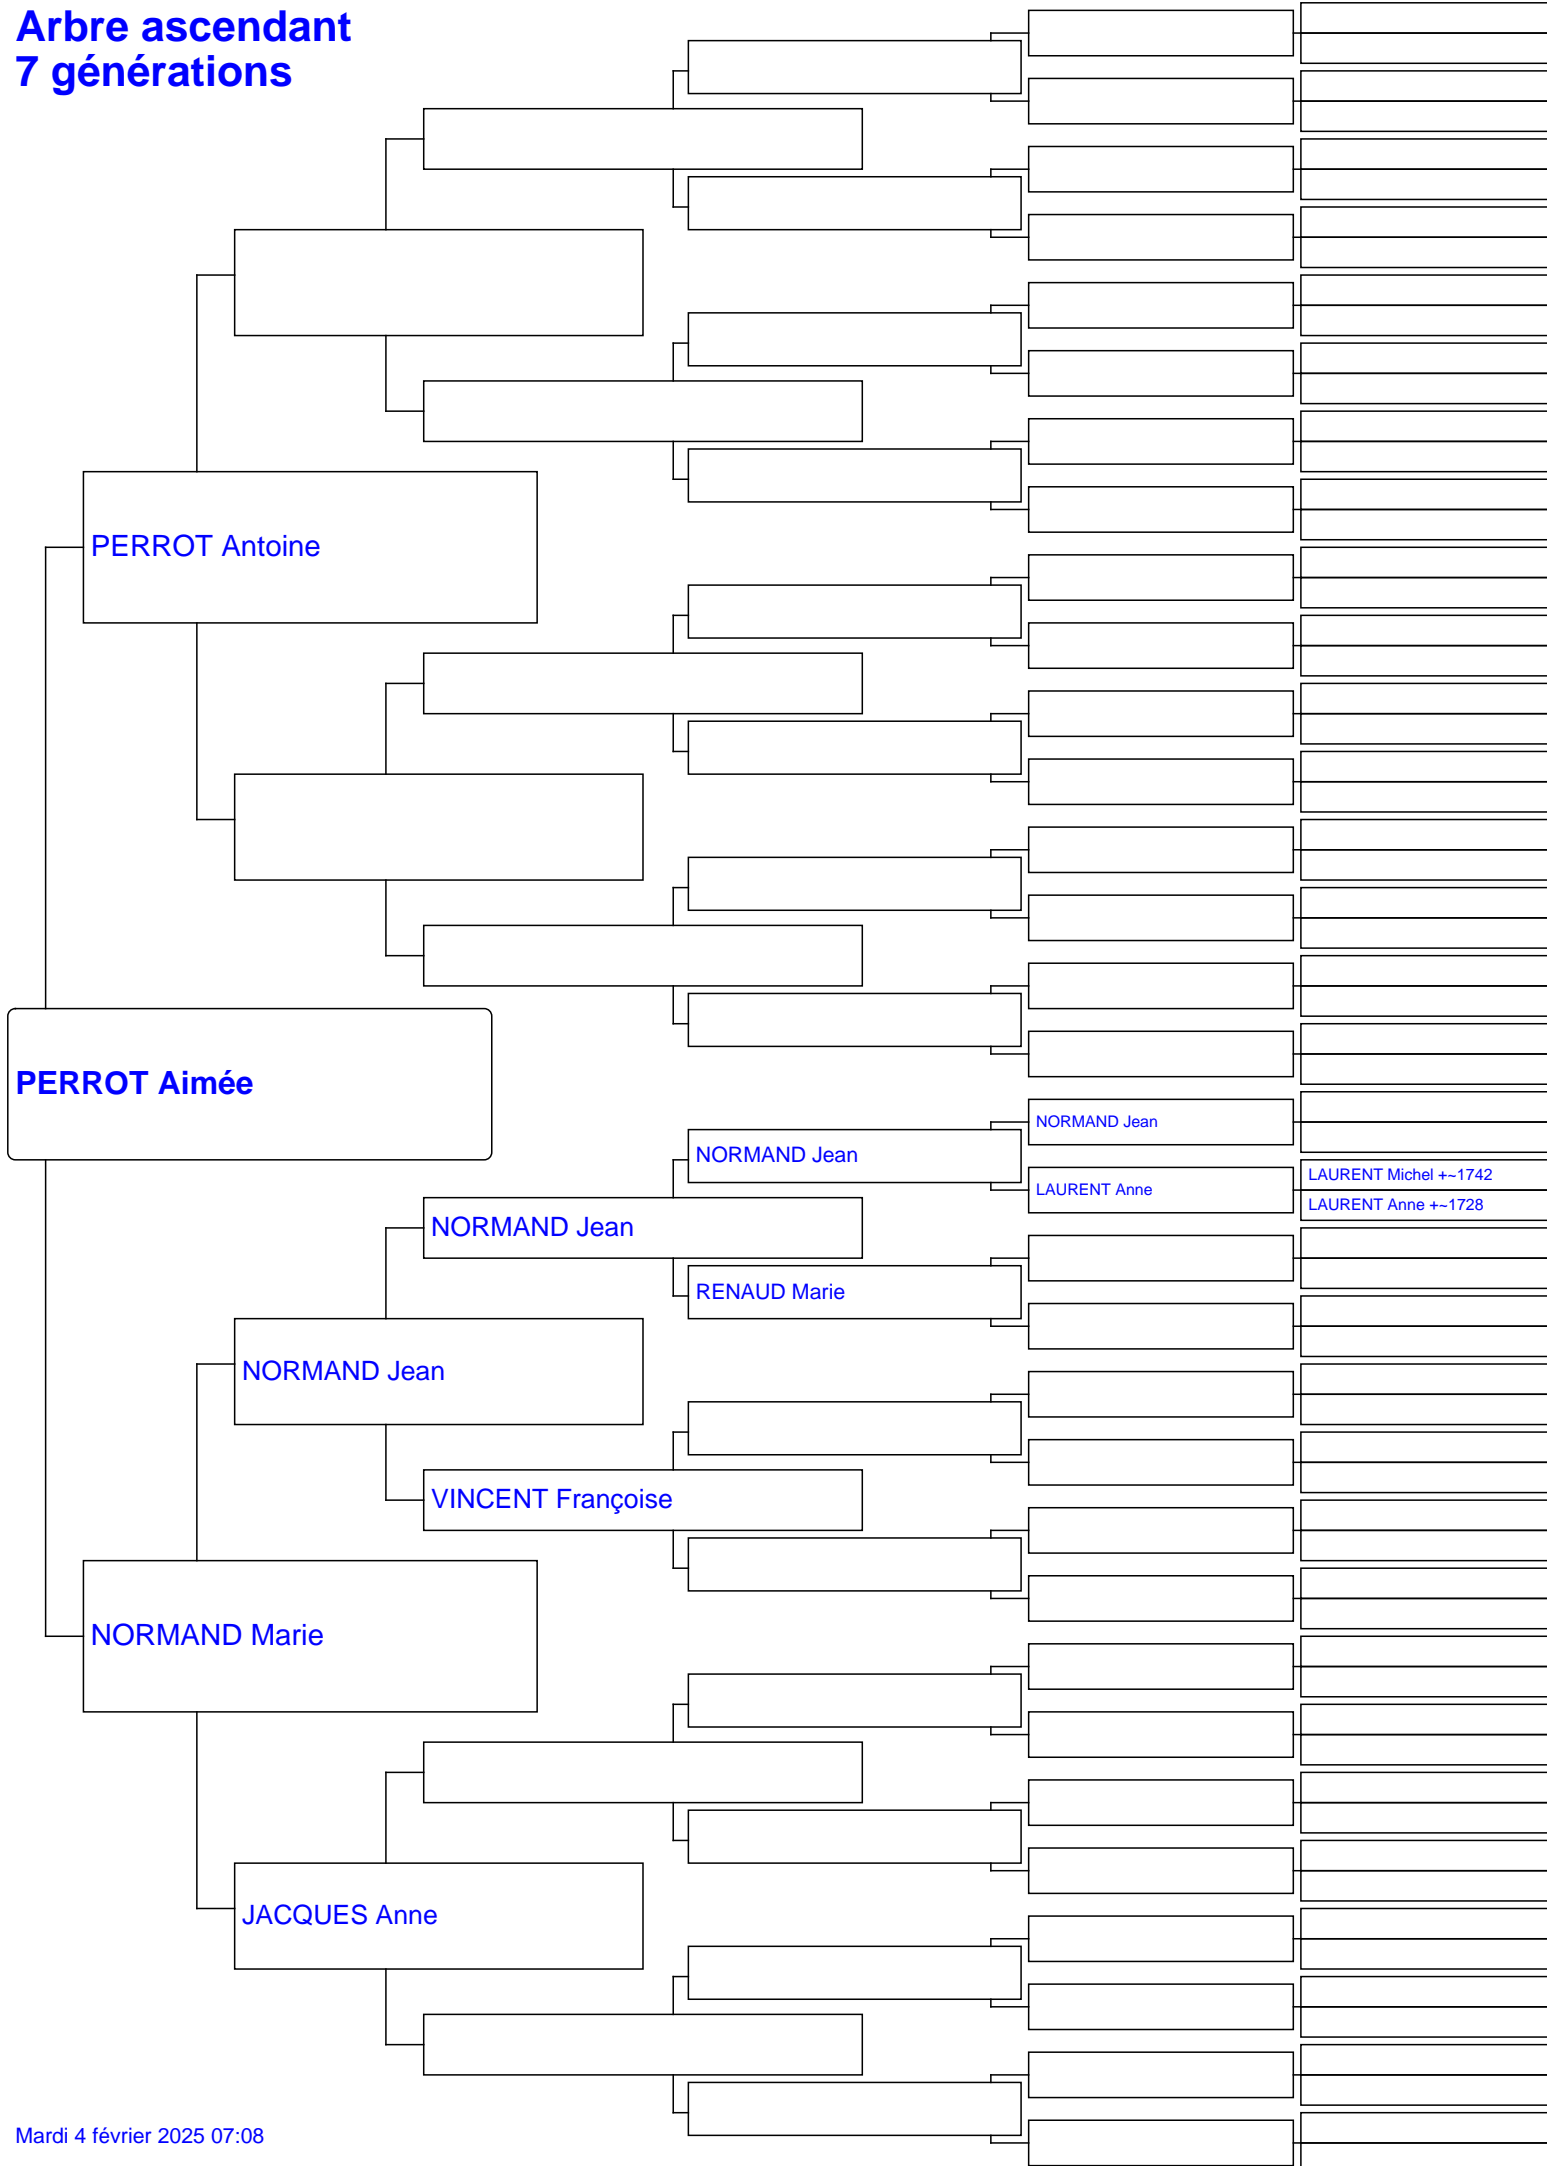 Arbre ascendant
7 générations
PERROT Antoine
PERROT Aimée
NORMAND Jean
NORMAND Jean
LAURENT Michel +~1742
LAURENT Anne
LAURENT Anne +~1728
NORMAND Jean
RENAUD Marie
NORMAND Jean
VINCENT Françoise
NORMAND Marie
JACQUES Anne
Mardi 4 février 2025 07:08